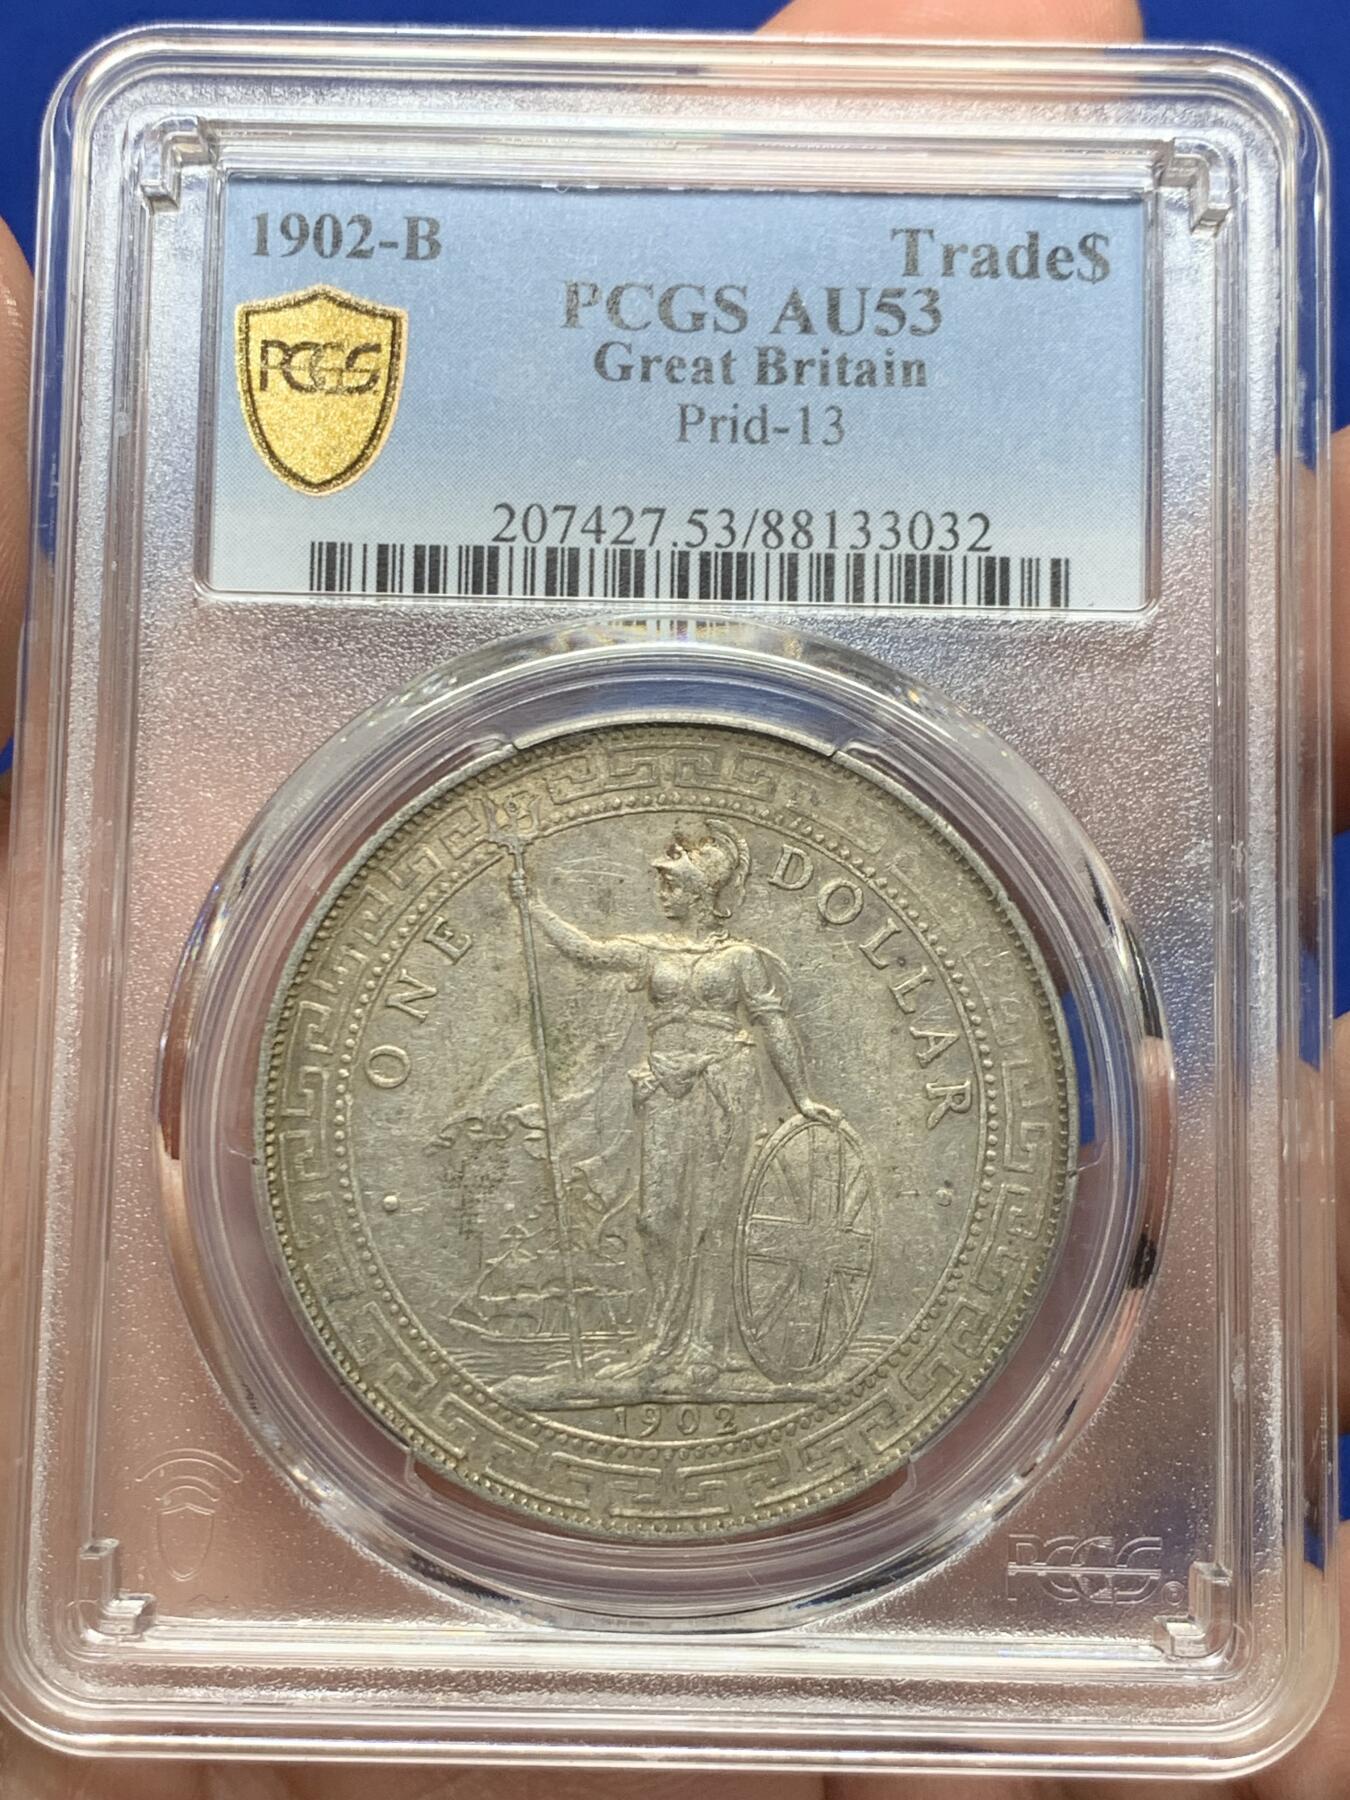 1902-B
Trade$
PCGS AU53
PCGS
Great Britain
Prid-13
207427.53/88133032
ONE DOLLAR
1902
PCGS